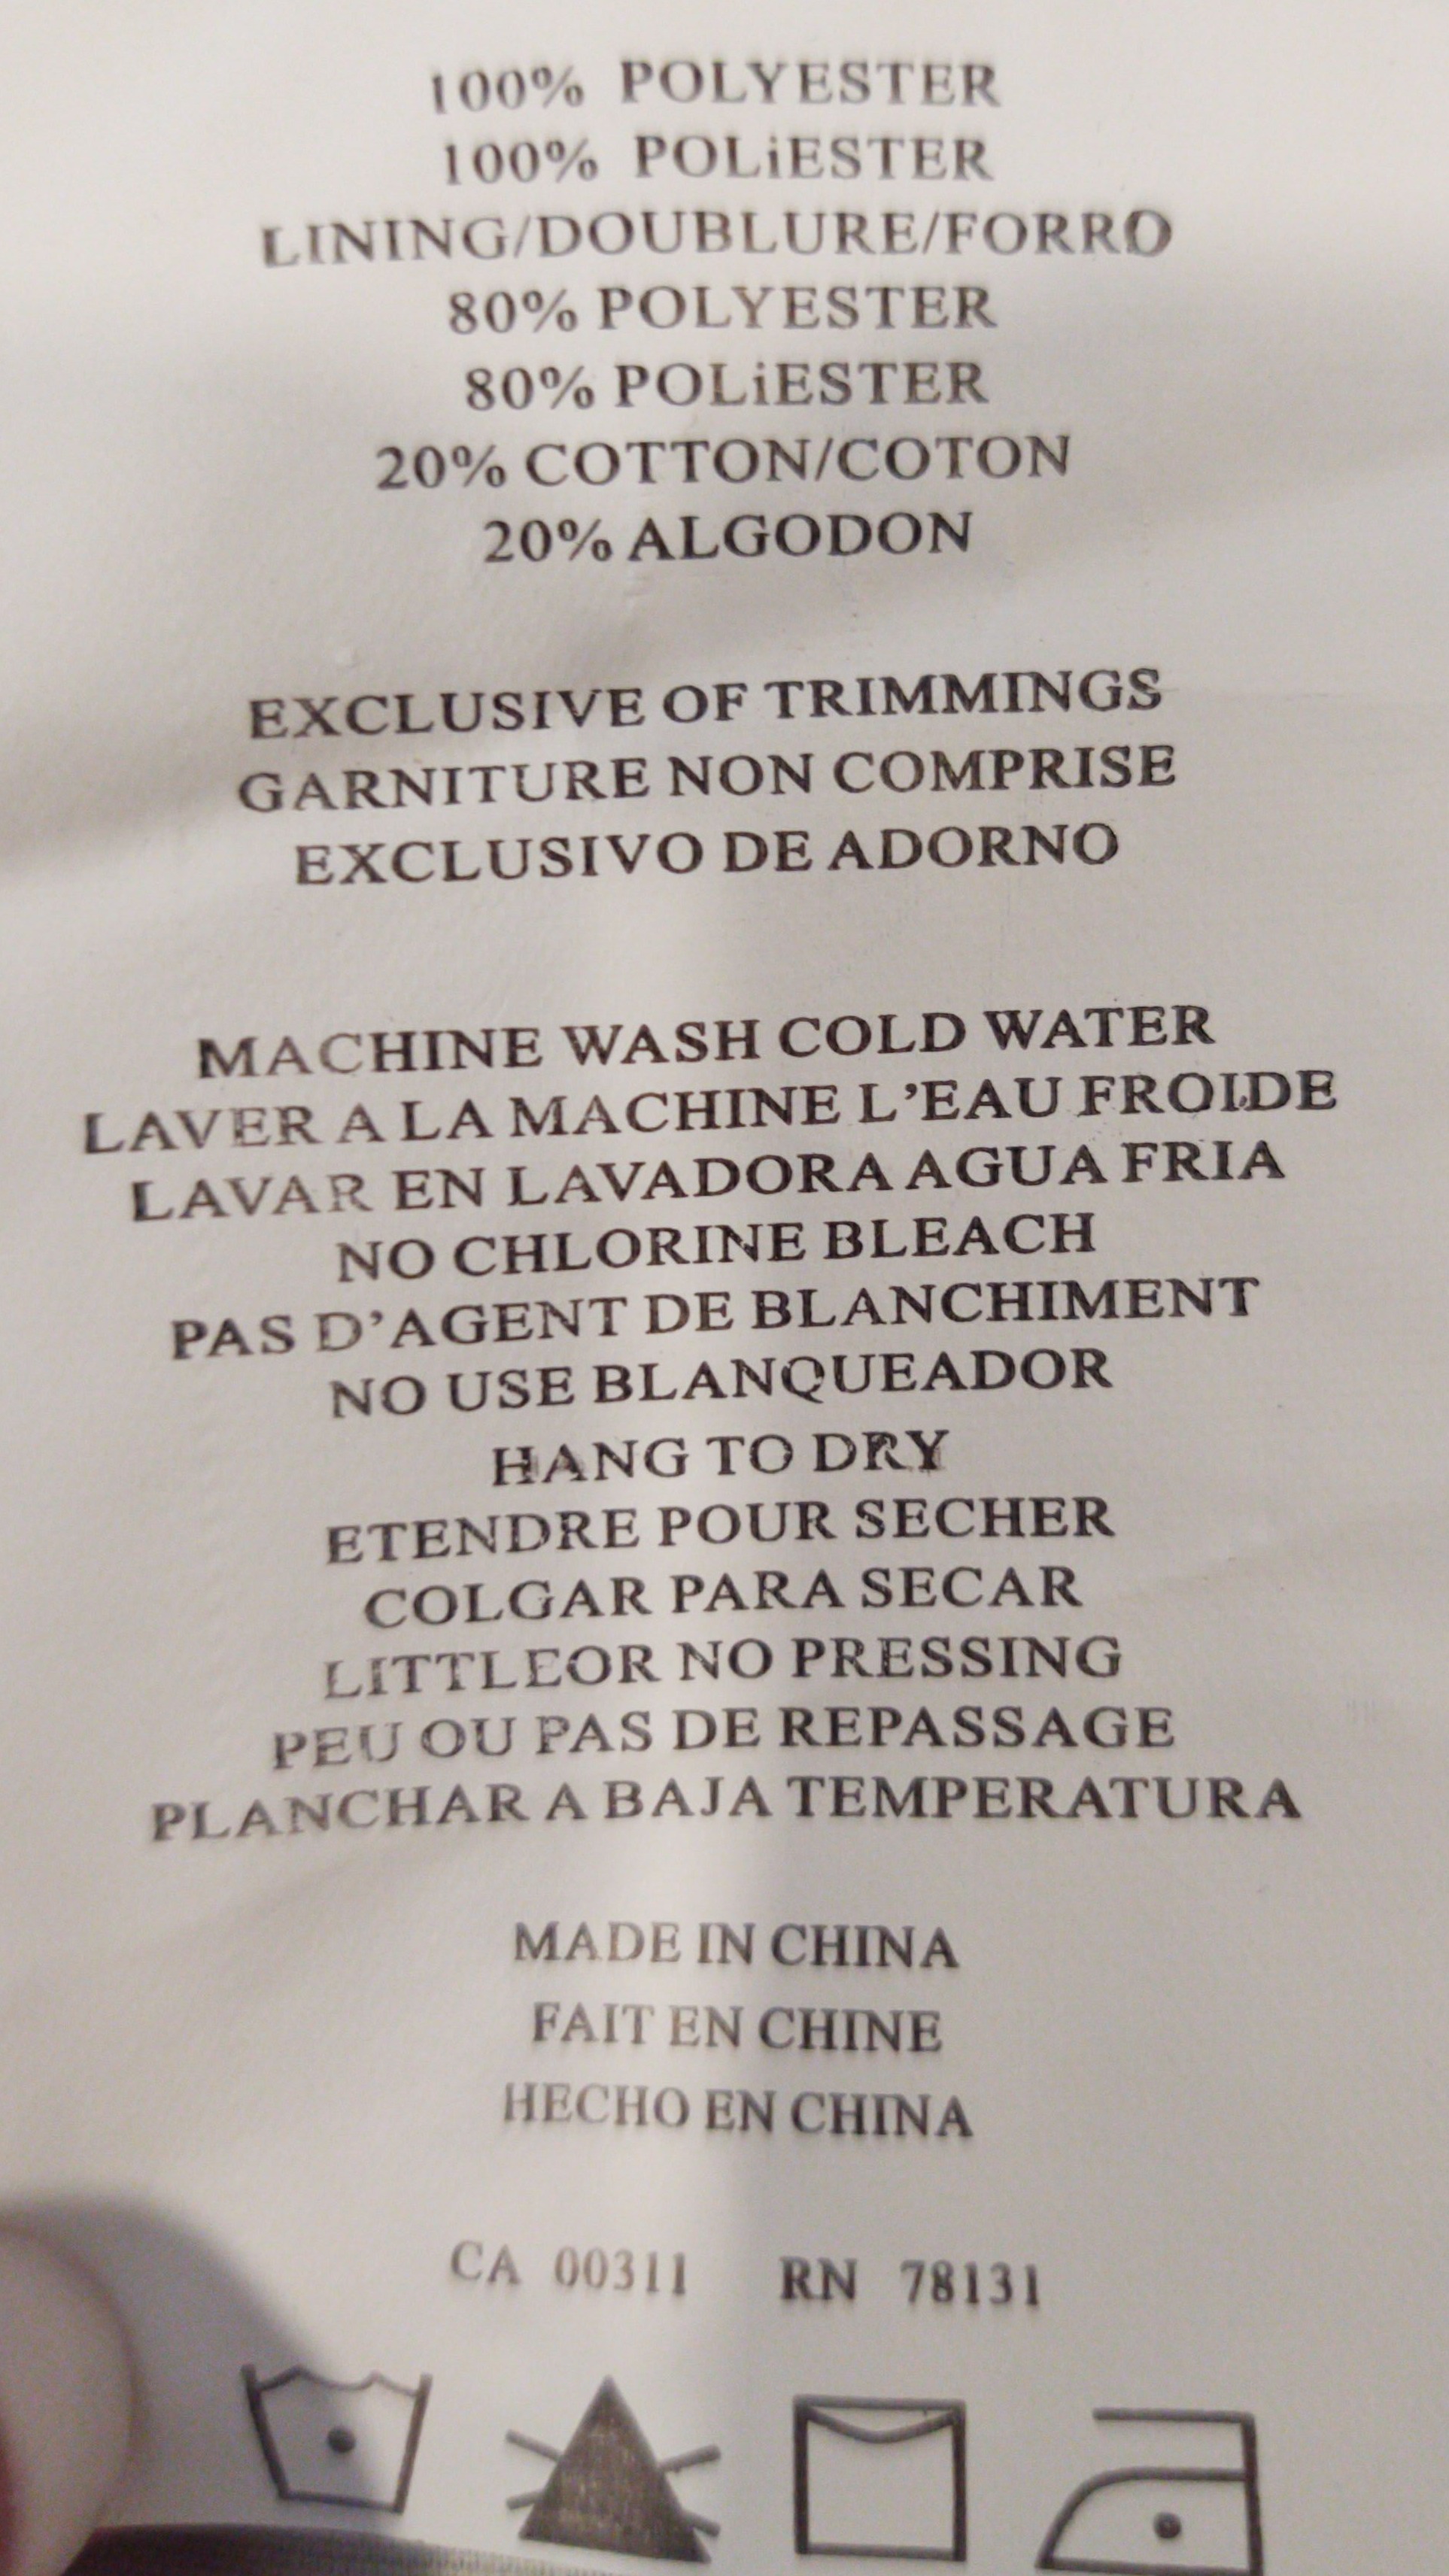 100% POLYESTER
100% POLiESTER
LINING/DOUBLURE/FORRO
80% POLYESTER
80% POLiESTER
20% COTTON/COTON
20% ALGODON
EXCLUSIVE OF TRIMMINGS
GARNITURE NON COMPRISE
EXCLUSIVO DE ADORNO
MACHINE WASH COLD WATER
LAVER A LA MACHINE L'EAU FROIDE
LAVAR EN LAVADORA AGUA FRIA
NO CHLORINE BLEACH
PAS D'AGENT DE BLANCHIMENT
NO USE BLANQUEADOR
HANG TO DRY
ETENDRE POUR SECHER
COLGAR PARA SECAR
LITTLEOR NO PRESSING
PEU OU PAS DE REPASSAGE
PLANCHAR A BAJA TEMPERATURA
MADE IN CHINA
FAIT EN CHINE
HECHO EN CHINA
CA 00311 RN 78131